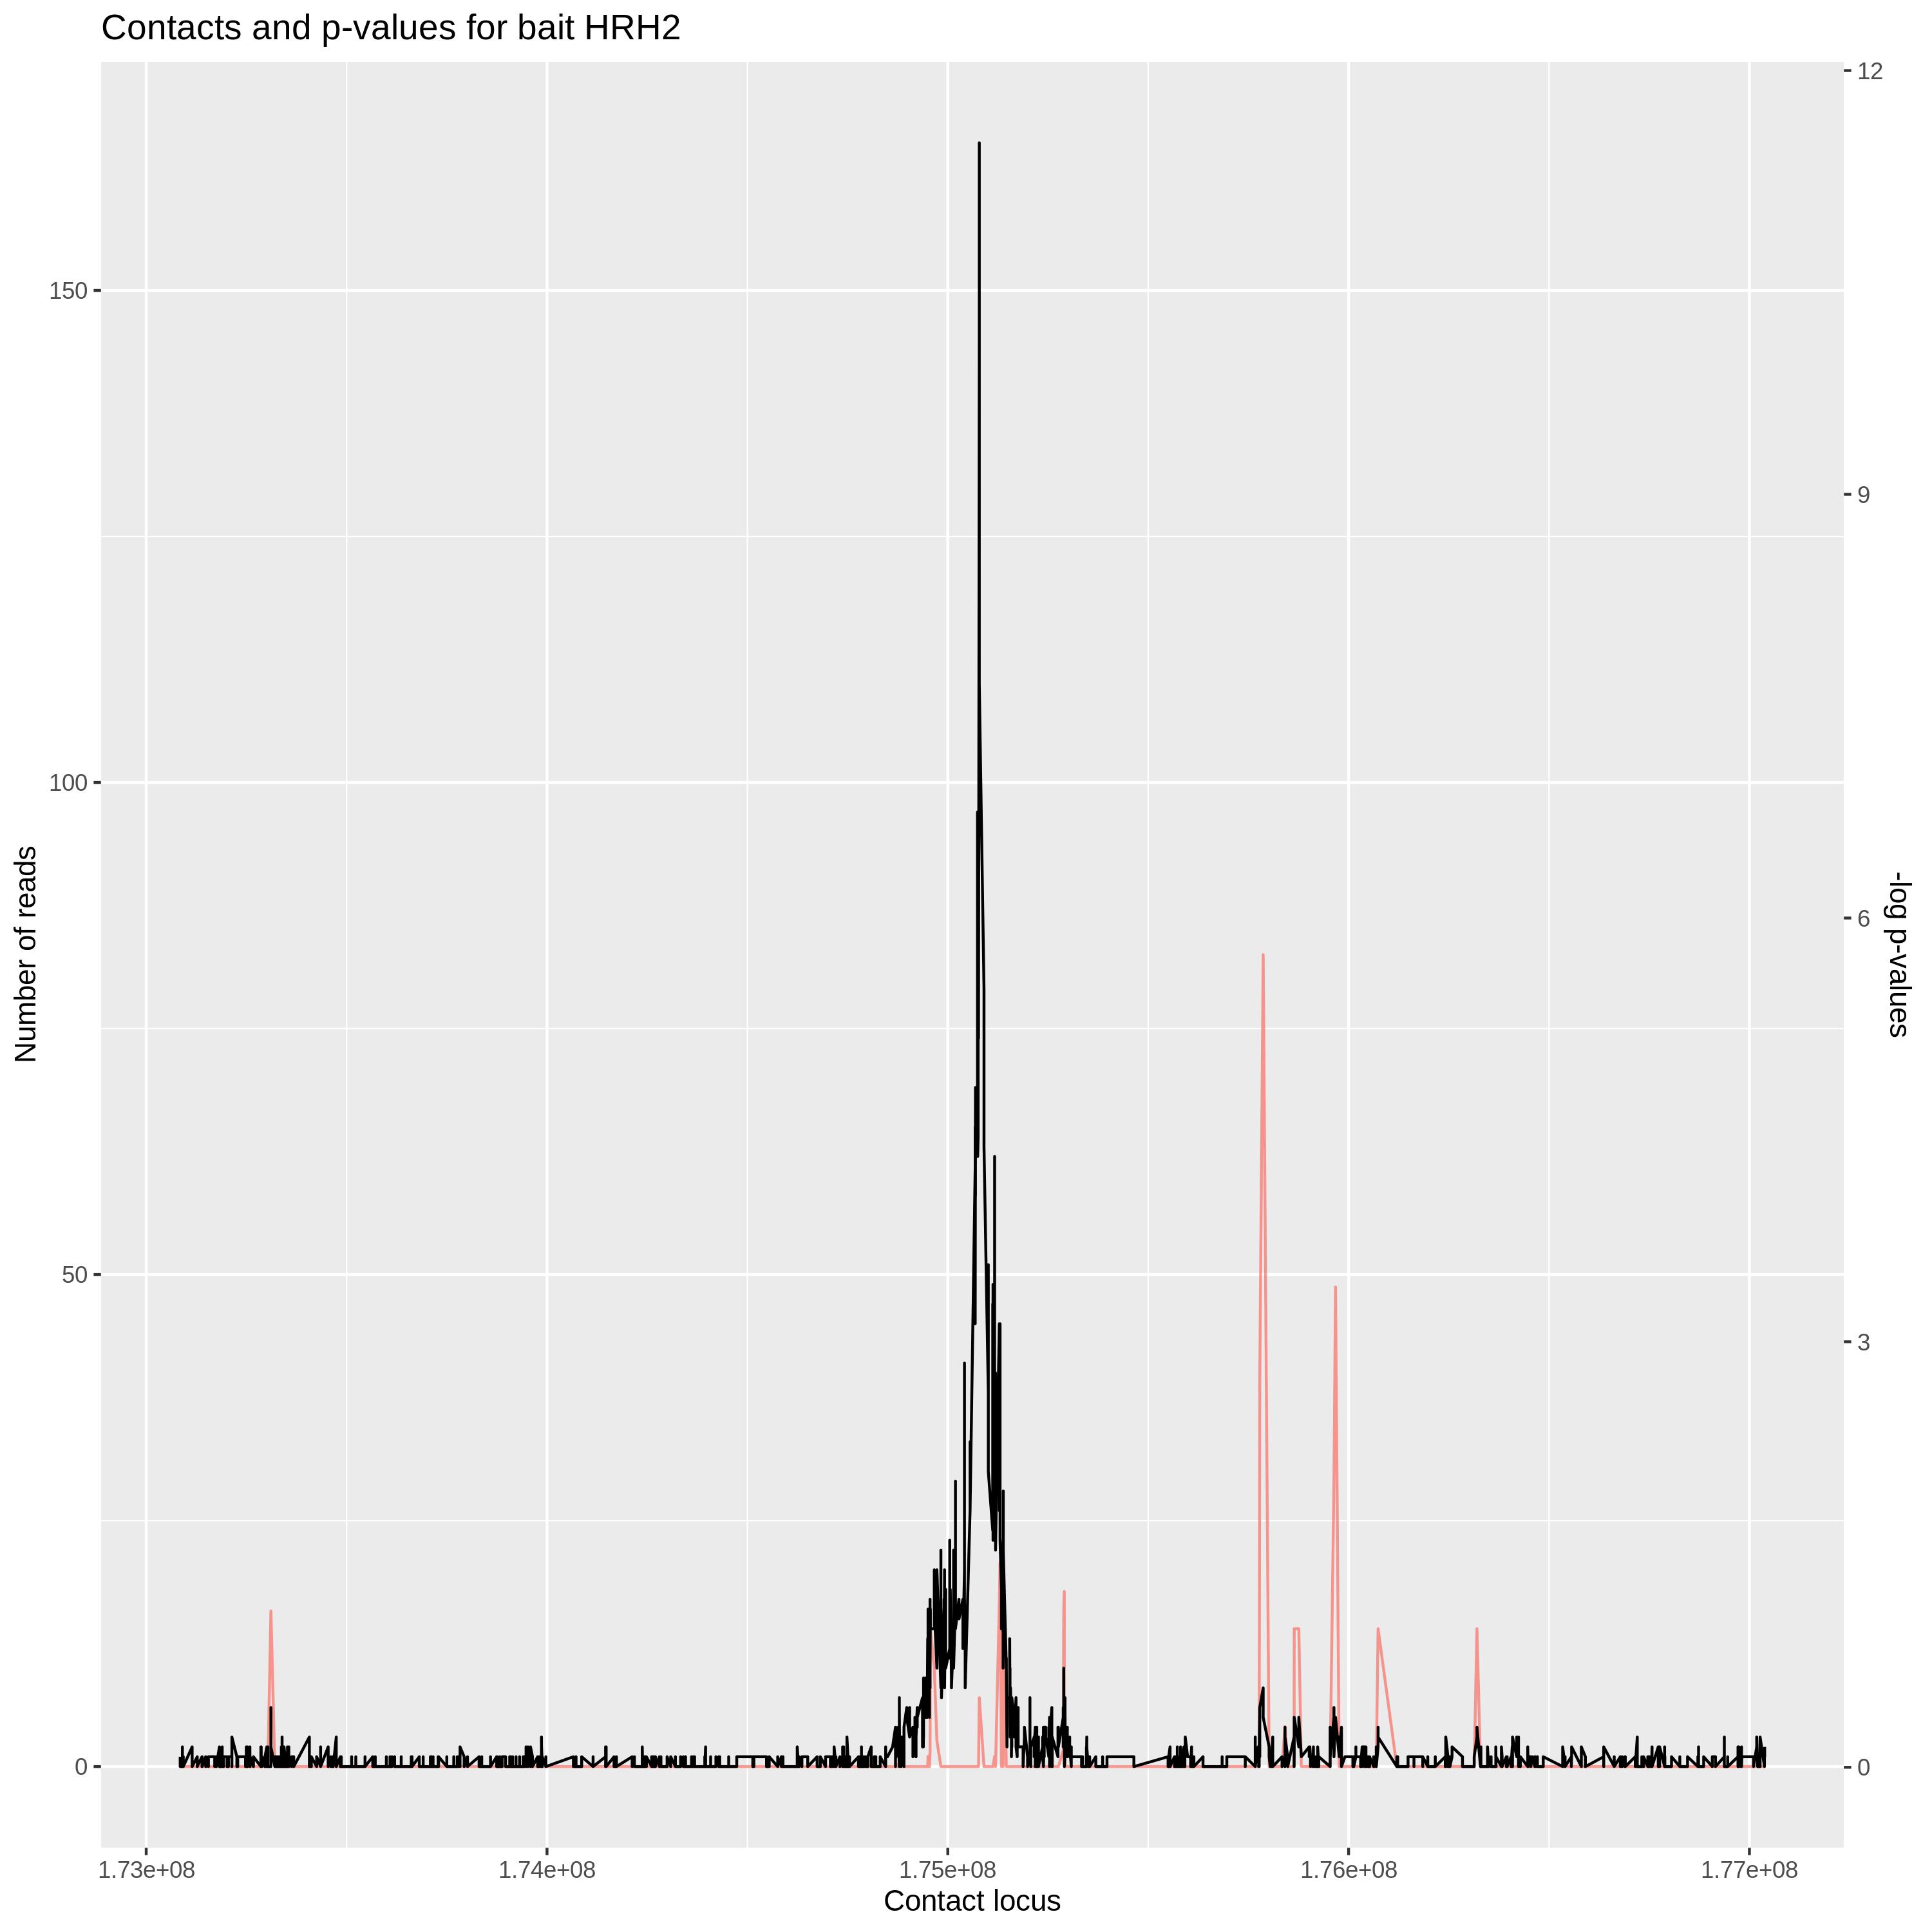 Contacts and p-values for bait HRH2
12
150
9
100
Number of reads
6
-log p-values
50
3
0
0
1.73e+08
1.74e+08
1.75e+08
1.76e+08
1.77e+08
Contact locus